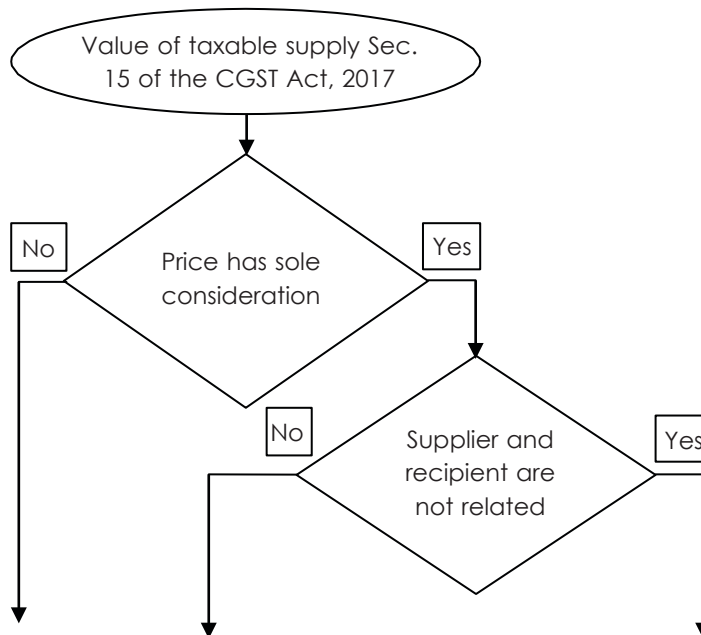 Value of taxable supply Sec.
15 of the CGST Act, 2017
No
Price has sole
consideration
Yes
No
Supplier and
recipient are
not related
Yes